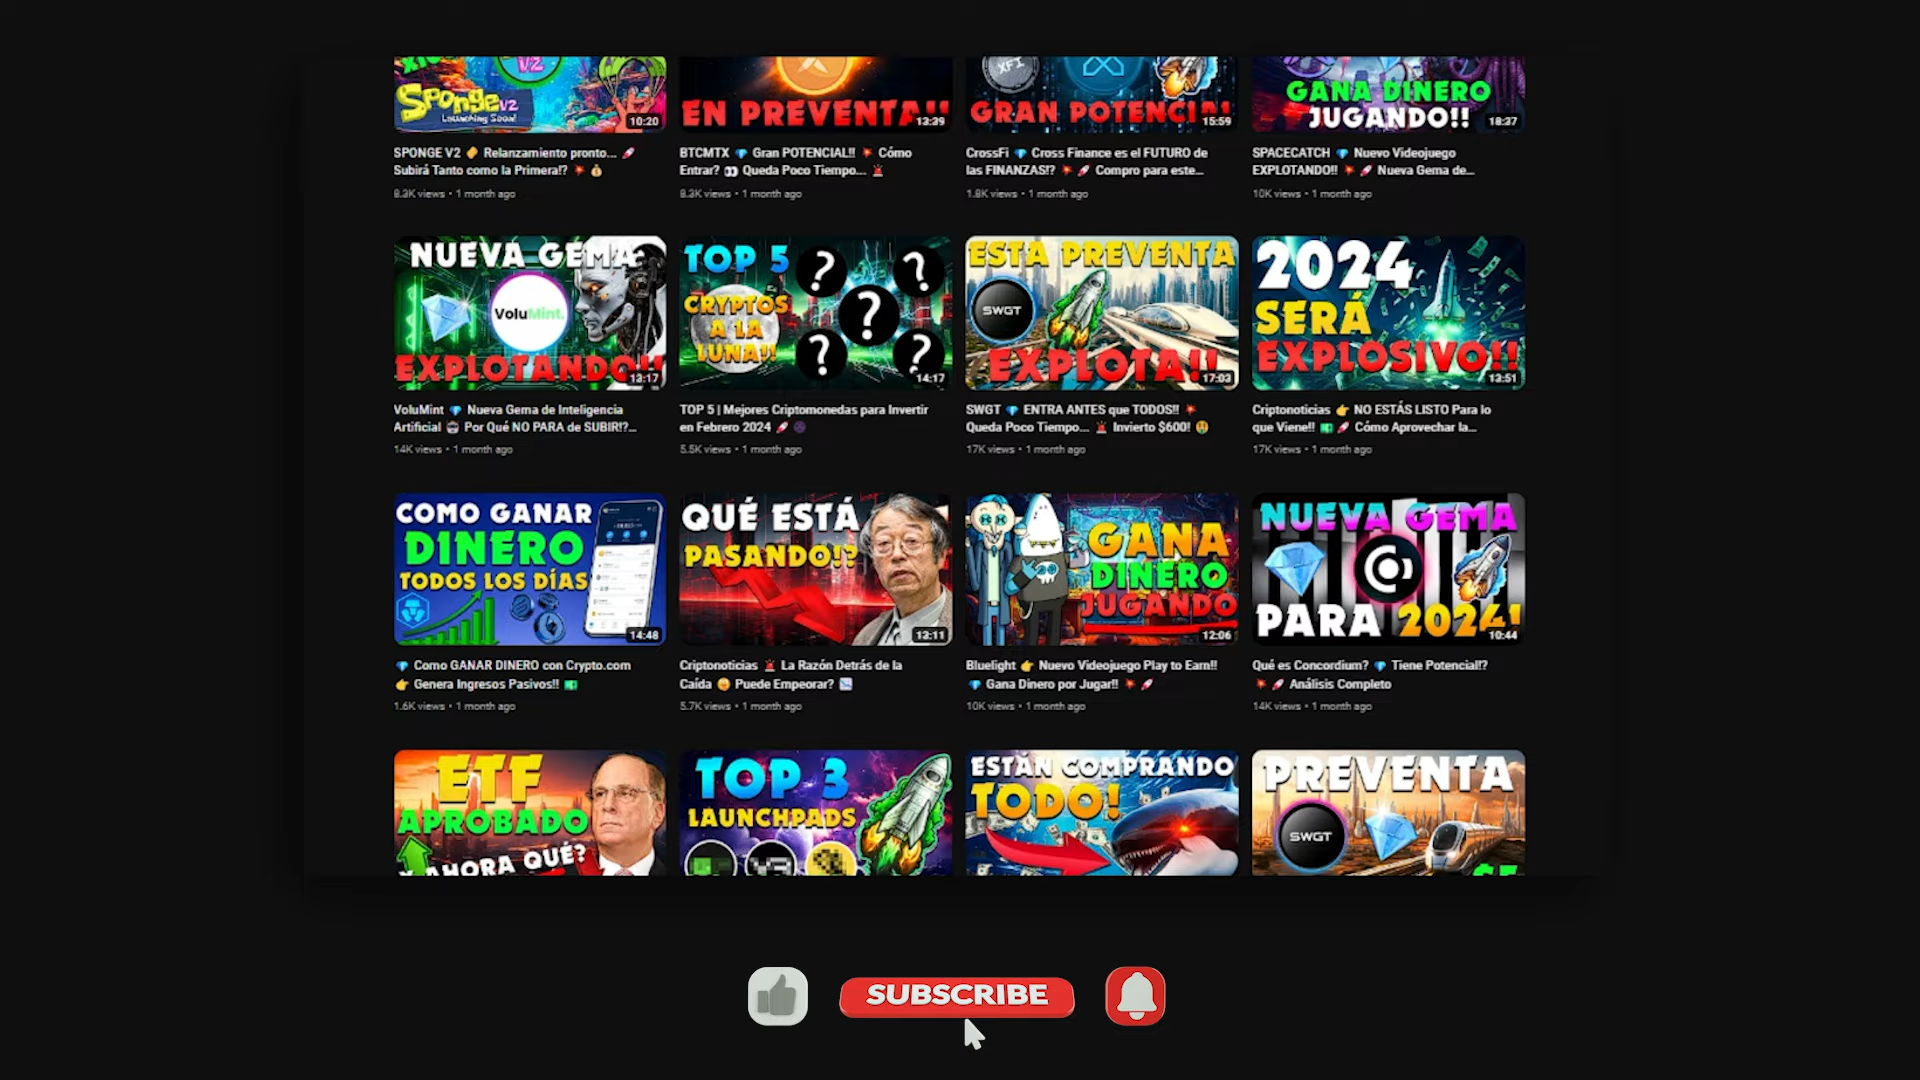 Sponge V2
Launching Soon!
10:20
EN PREVENTA!!
13:39
XFI
GRAN POTENCIAL
15:59
GANA DINERO
JUGANDO!!
18:37
SPONGE V2 Relanzamiento pronto...
Subirá Tanto como la Primera!?
8.3K views • 1 month ago
BTCMTX 💎 Gran POTENCIAL!! 💥 Cómo
Entrar? 👀 Queda Poco Tiempo... 🚨
8.3K views • 1 month ago
CrossFi 💎 Cross Finance es el FUTURO de
las FINANZAS!? 💥 🚀 Compro para este...
1.8K views • 1 month ago
SPACECATCH 💎 Nuevo Videojuego
EXPLOTANDO!! 💥 🚀 Nueva Gema de...
10K views • 1 month ago
NUEVA GEMA
VoluMint.
EXPLOTANDO!!
13:17
TOP 5
CRYPTOS
A LA
LUNA!!
? ? ? ? ?
14:17
ESTA PREVENTA
SWGT
EXPLOTA!!
17:03
2024
SERÁ
EXPLOSIVO!!
13:51
VoluMint 💎 Nueva Gema de Inteligencia
Artificial 🤖 Por Qué NO PARA de SUBIR!?...
14K views • 1 month ago
TOP 5 | Mejores Criptomonedas para Invertir
en Febrero 2024 🚀
5.5K views • 1 month ago
SWGT 💎 ENTRA ANTES que TODOS!! 💥
Queda Poco Tiempo... 🚨 Invierto $600! 🤑
17K views • 1 month ago
Criptonoticias 👉 NO ESTÁS LISTO Para lo
que Viene!! 💵 🚀 Cómo Aprovechar la...
17K views • 1 month ago
COMO GANAR
DINERO
TODOS LOS DÍAS
14:48
QUÉ ESTÁ
PASANDO!?
13:11
GANA
DINERO
JUGANDO
12:06
NUEVA GEMA
PARA 2024!
10:44
💎 Como GANAR DINERO con Crypto.com
👉 Genera Ingresos Pasivos!! 💵
1.6K views • 1 month ago
Criptonoticias 🚨 La Razón Detrás de la
Caída Puede Empeorar? 📉
5.7K views • 1 month ago
Bluelight 👉 Nuevo Videojuego Play to Earn!!
💎 Gana Dinero por Jugar!! 💥 🚀
10K views • 1 month ago
Qué es Concordium? 💎 Tiene Potencial!?
💥 🚀 Análisis Completo
14K views • 1 month ago
ETF
APROBADO
Y AHORA QUÉ?
TOP 3
LAUNCHPADS
ESTÁN COMPRANDO
TODO!
PREVENTA
SWGT
SUBSCRIBE